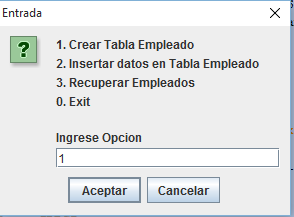 Entrada
1. Crear Tabla Empleado
2. Insertar datos en Tabla Empleado
3. Recuperar Empleados
0. Exit
Ingrese Opcion
1
Aceptar
Cancelar